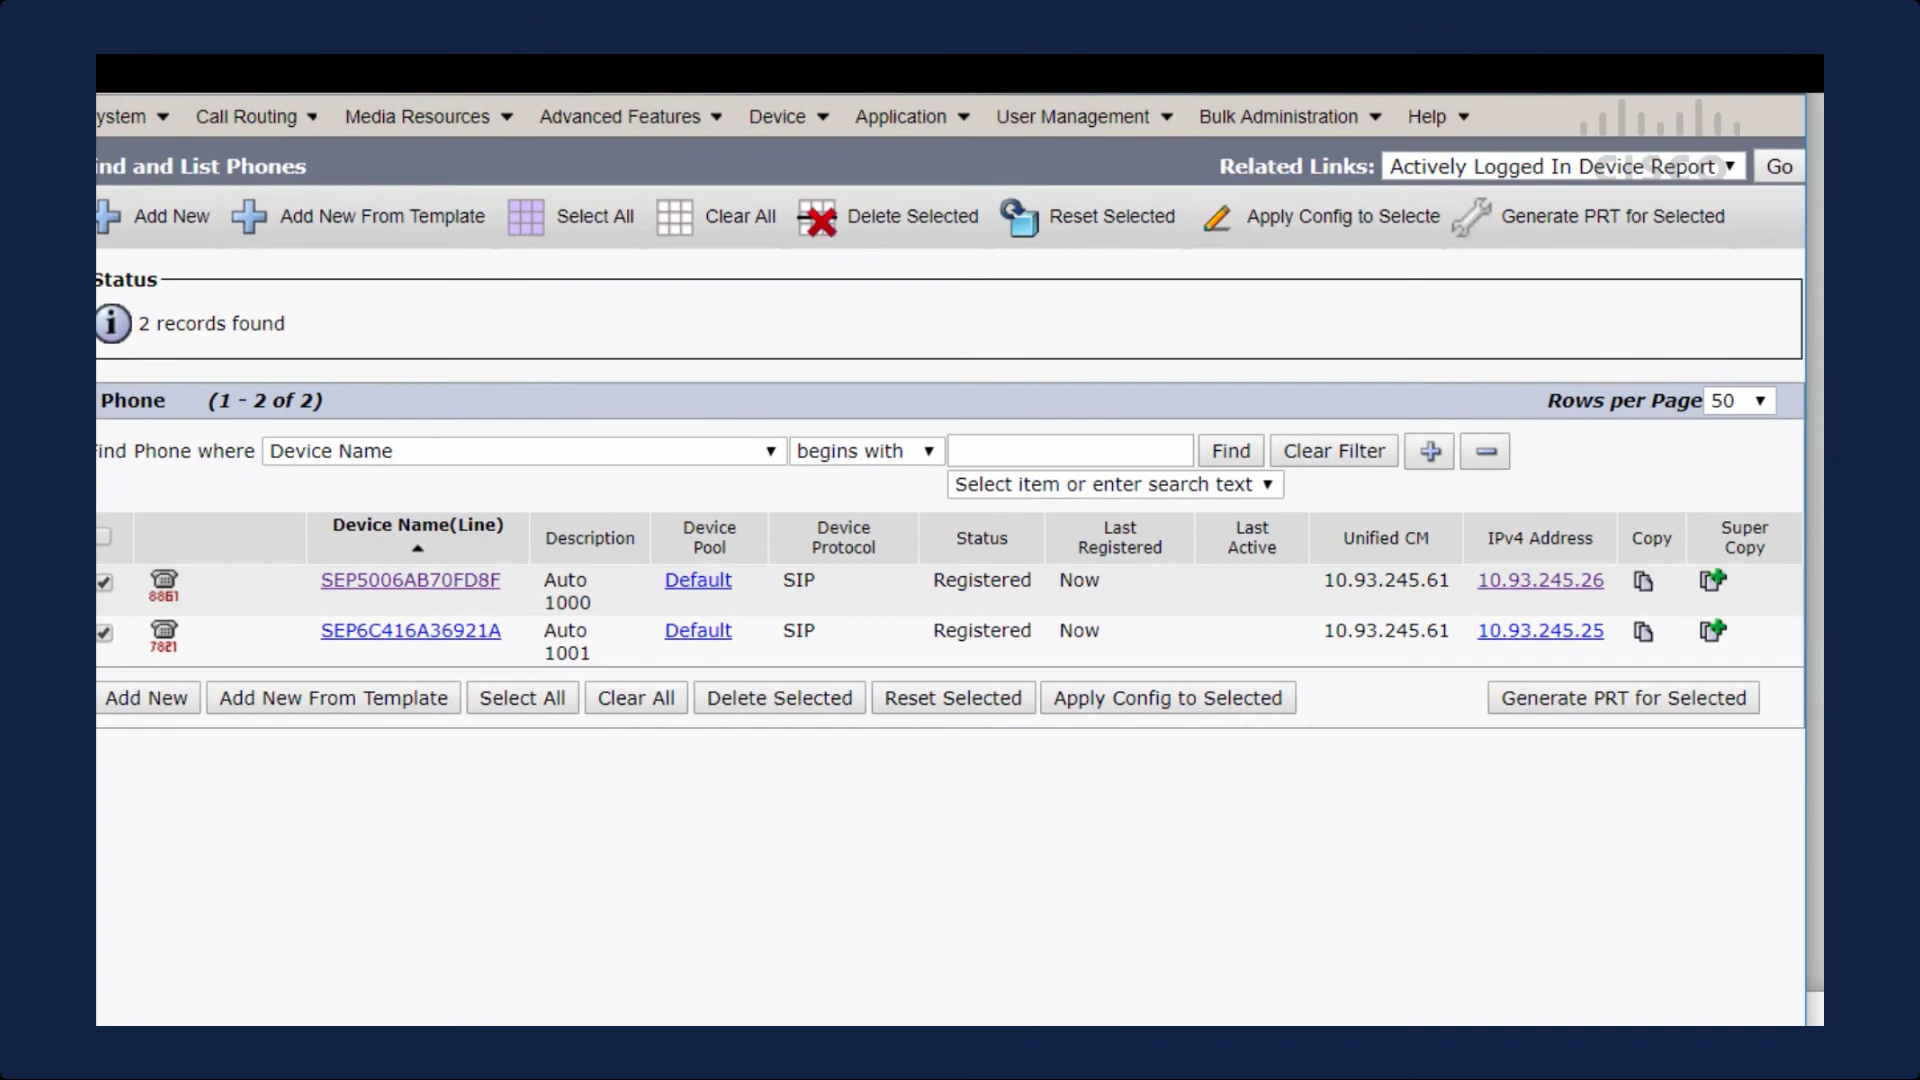 ystem Call Routing Media Resources Advanced Features Device Application User Management Bulk Administration Help
ind and List Phones Related Links: Actively Logged In Device Report Go
CISCO
Add New Add New From Template Select All Clear All Delete Selected Reset Selected Apply Config to Selecte Generate PRT for Selected
Status
2 records found
Phone (1 - 2 of 2) Rows per Page 50
ind Phone where Device Name begins with Find Clear Filter
Select item or enter search text
Device Name(Line) Description Device Pool Device Protocol Status Last Registered Last Active Unified CM IPv4 Address Copy Super Copy
8861 SEP5006AB70FD8F Auto 1000 Default SIP Registered Now 10.93.245.61 10.93.245.26
7821 SEP6C416A36921A Auto 1001 Default SIP Registered Now 10.93.245.61 10.93.245.25
Add New Add New From Template Select All Clear All Delete Selected Reset Selected Apply Config to Selected Generate PRT for Selected